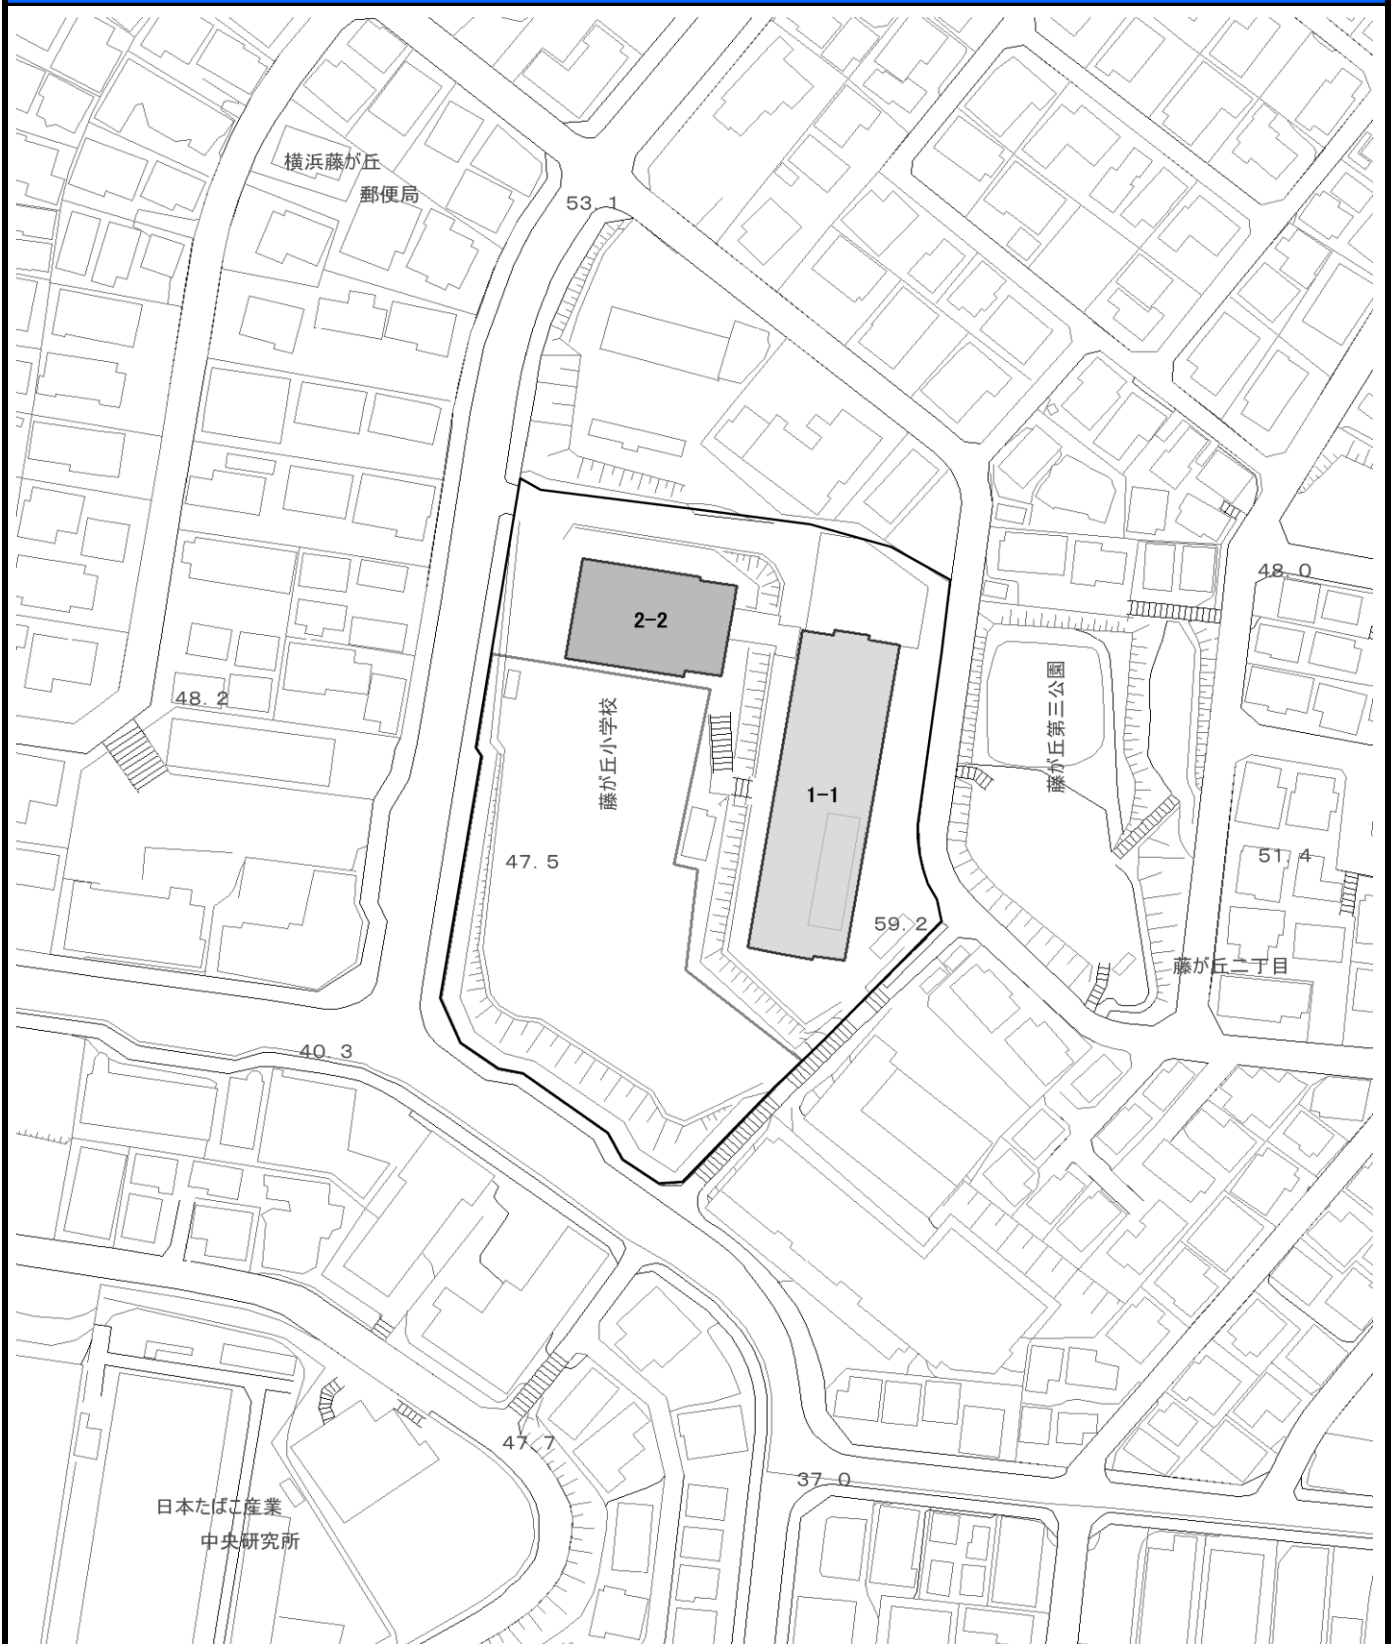 横浜藤が丘
郵便局
53.1
2-2
48.0
48.2
藤が丘小学校
藤が丘第三公園
1-1
47.5
51.4
59.2
藤が丘二丁目
40.3
47.7
37.0
日本たばこ産業
中央研究所